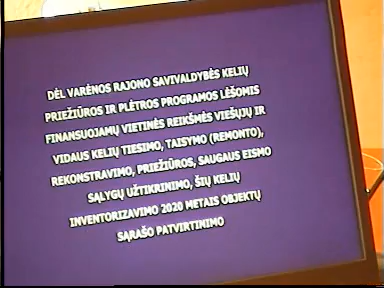 DĖL VARĖNOS RAJONO SAVIVALDYBĖS KELIŲ
PRIEŽIŪROS IR PLĖTROS PROGRAMOS LĖŠOMIS
FINANSUOJAMŲ VIETINĖS REIKŠMĖS VIEŠŲJŲ IR
VIDAUS KELIŲ TIESIMO, TAISYMO (REMONTO),
REKONSTRAVIMO, PRIEŽIŪROS, SAUGAUS EISMO
SĄLYGŲ UŽTIKRINIMO, ŠIŲ KELIŲ
INVENTORIZAVIMO 2020 METAIS OBJEKTŲ
SĄRAŠO PATVIRTINIMO